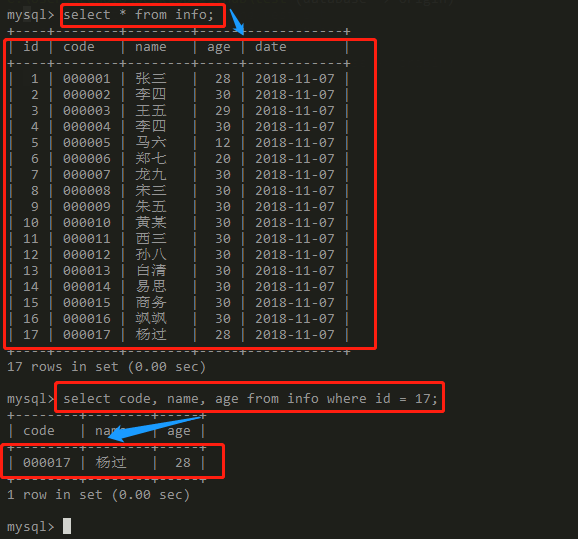 mysql> select * from info;
+----+--------+--------+-----+------------+
| id | code | name | age | date |
+----+--------+--------+-----+------------+
| 1 | 000001 | 张三 | 28 | 2018-11-07 |
| 2 | 000002 | 李四 | 30 | 2018-11-07 |
| 3 | 000003 | 王五 | 29 | 2018-11-07 |
| 4 | 000004 | 李四 | 30 | 2018-11-07 |
| 5 | 000005 | 马六 | 12 | 2018-11-07 |
| 6 | 000006 | 郑七 | 20 | 2018-11-07 |
| 7 | 000007 | 龙九 | 30 | 2018-11-07 |
| 8 | 000008 | 宋三 | 30 | 2018-11-07 |
| 9 | 000009 | 朱五 | 30 | 2018-11-07 |
| 10 | 000010 | 黄某 | 30 | 2018-11-07 |
| 11 | 000011 | 西三 | 30 | 2018-11-07 |
| 12 | 000012 | 孙八 | 30 | 2018-11-07 |
| 13 | 000013 | 白清 | 30 | 2018-11-07 |
| 14 | 000014 | 易思 | 30 | 2018-11-07 |
| 15 | 000015 | 商务 | 30 | 2018-11-07 |
| 16 | 000016 | 飒飒 | 30 | 2018-11-07 |
| 17 | 000017 | 杨过 | 28 | 2018-11-07 |
+----+--------+--------+-----+------------+
17 rows in set (0.00 sec)
mysql> select code, name, age from info where id = 17;
+--------+--------+-----+
| code | name | age |
+--------+--------+-----+
| 000017 | 杨过 | 28 |
+--------+--------+-----+
1 row in set (0.00 sec)
mysql>